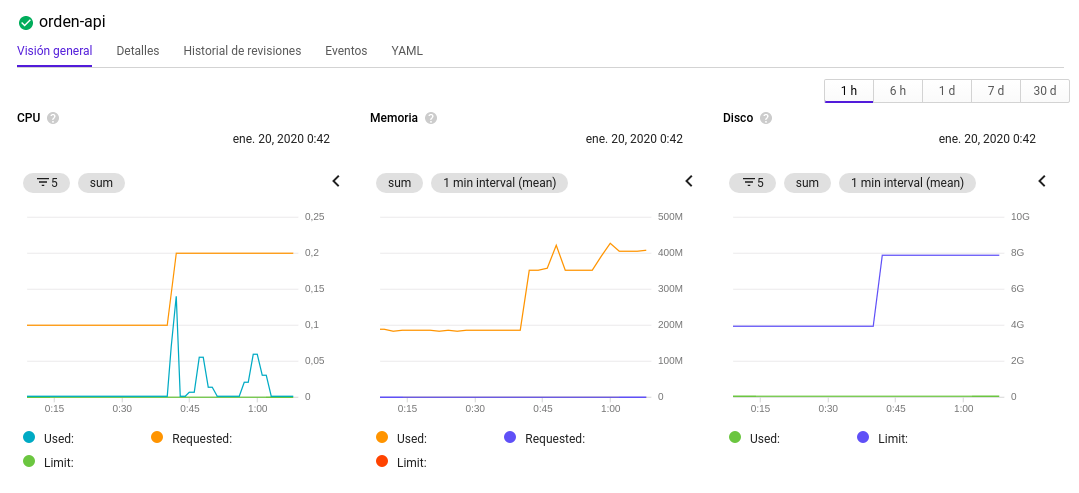 orden-api
Visión general Detalles Historial de revisiones Eventos YAML
1 h 6 h 1 d 7 d 30 d
CPU ? Memoria ? Disco ?
ene. 20, 2020 0:42 ene. 20, 2020 0:42 ene. 20, 2020 0:42
5 sum sum 1 min interval (mean) 5 sum 1 min interval (mean)
0,25 500M 10G
0,2 400M 8G
0,15 300M 6G
0,1 200M 4G
0,05 100M 2G
0 0 0
0:15 0:30 0:45 1:00 0:15 0:30 0:45 1:00 0:15 0:30 0:45 1:00
Used: Requested: Used: Requested: Used: Limit:
Limit: Limit: